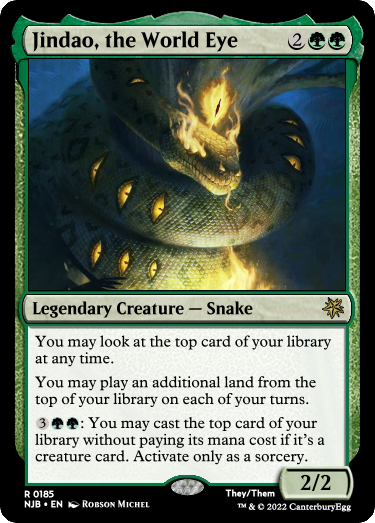 Jindao, the World Eye 2
Legendary Creature — Snake
You may look at the top card of your library
at any time.
You may play an additional land from the
top of your library on each of your turns.
3: You may cast the top card of your
library without paying its mana cost if it's a
creature card. Activate only as a sorcery.
2/2
R 0185
NJB • EN Robson Michel
They/Them
™ & © 2022 CanterburyEgg